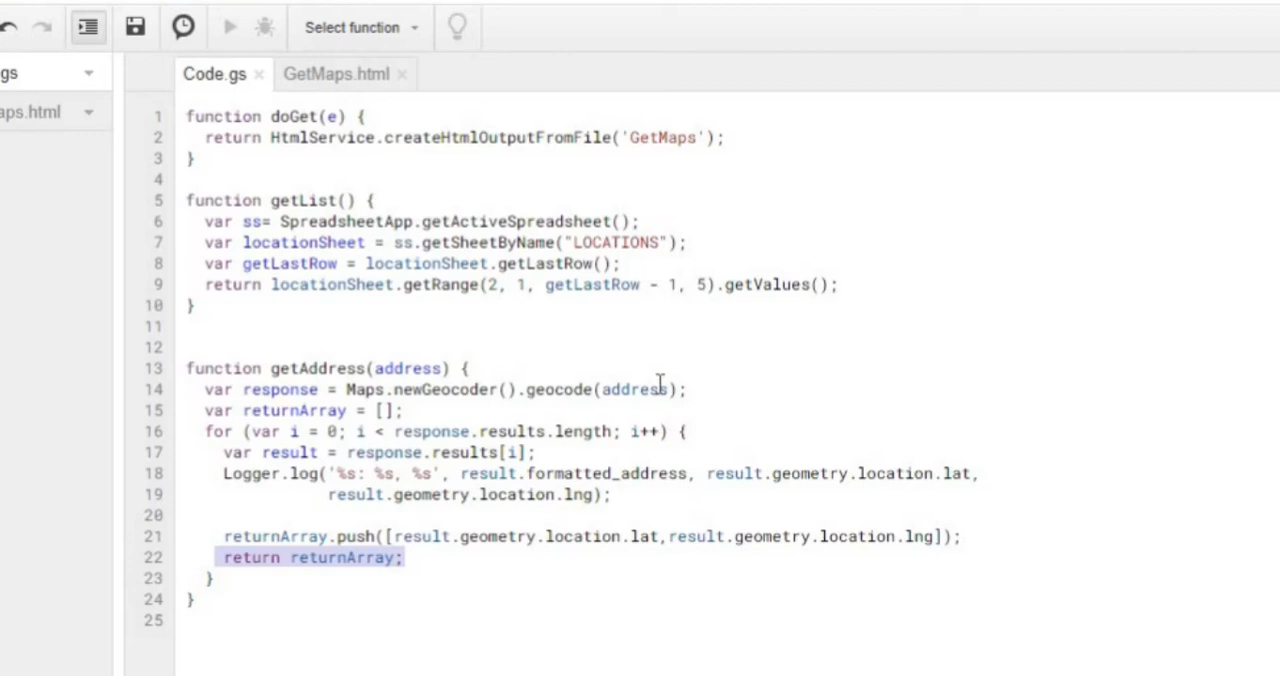 Select function
gs
Code.gs
GetMaps.html
aps.html
1 function doGet(e) {
2 return HtmlService.createHtmlOutputFromFile('GetMaps');
3 }
4
5 function getList() {
6 var ss= SpreadsheetApp.getActiveSpreadsheet();
7 var locationSheet = ss.getSheetByName("LOCATIONS");
8 var getLastRow = locationSheet.getLastRow();
9 return locationSheet.getRange(2, 1, getLastRow - 1, 5).getValues();
10 }
11
12
13 function getAddress(address) {
14 var response = Maps.newGeocoder().geocode(address);
15 var returnArray = [];
16 for (var i = 0; i < response.results.length; i++) {
17 var result = response.results[i];
18 Logger.log('%s: %s, %s', result.formatted_address, result.geometry.location.lat,
19 result.geometry.location.lng);
20
21 returnArray.push([result.geometry.location.lat,result.geometry.location.lng]);
22 return returnArray;
23 }
24 }
25